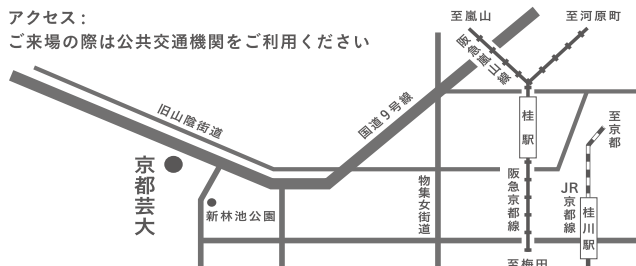 アクセス:
ご来場の際は公共交通機関をご利用ください
至嵐山
至河原町
阪急嵐山線
旧山陰街道
国道9号線
桂駅
至京都
京都芸大
新林池公園
物集女街道
阪急京都線
JR京都線
桂川駅
至梅田